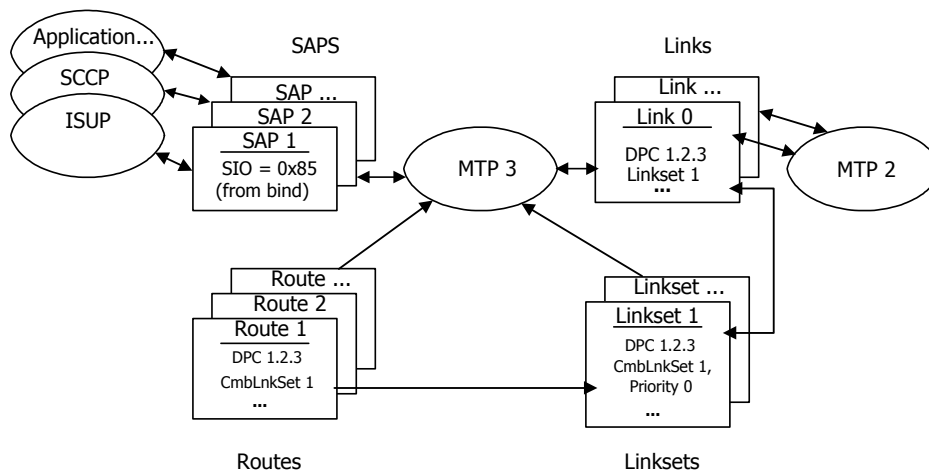 Application...
SCCP
ISUP
SAPS
SAP ...
SAP 2
SAP 1
SIO = 0x85
(from bind)
MTP 3
Links
Link ...
Link 0
DPC 1.2.3
Linkset 1
...
MTP 2
Route ...
Route 2
Route 1
DPC 1.2.3
CmbLnkSet 1
...
Linkset ...
Linkset 1
DPC 1.2.3
CmbLnkSet 1,
Priority 0
...
Routes
Linksets